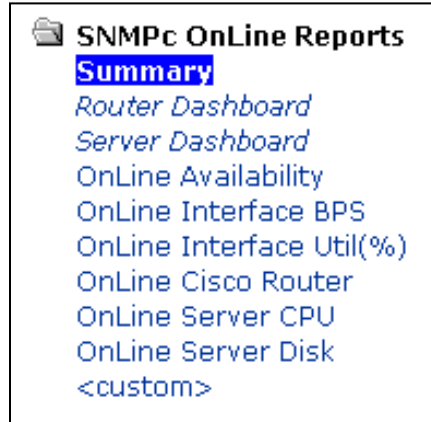 SNMPc OnLine Reports
Summary
Router Dashboard
Server Dashboard
OnLine Availability
OnLine Interface BPS
OnLine Interface Util(%)
OnLine Cisco Router
OnLine Server CPU
OnLine Server Disk
<custom>